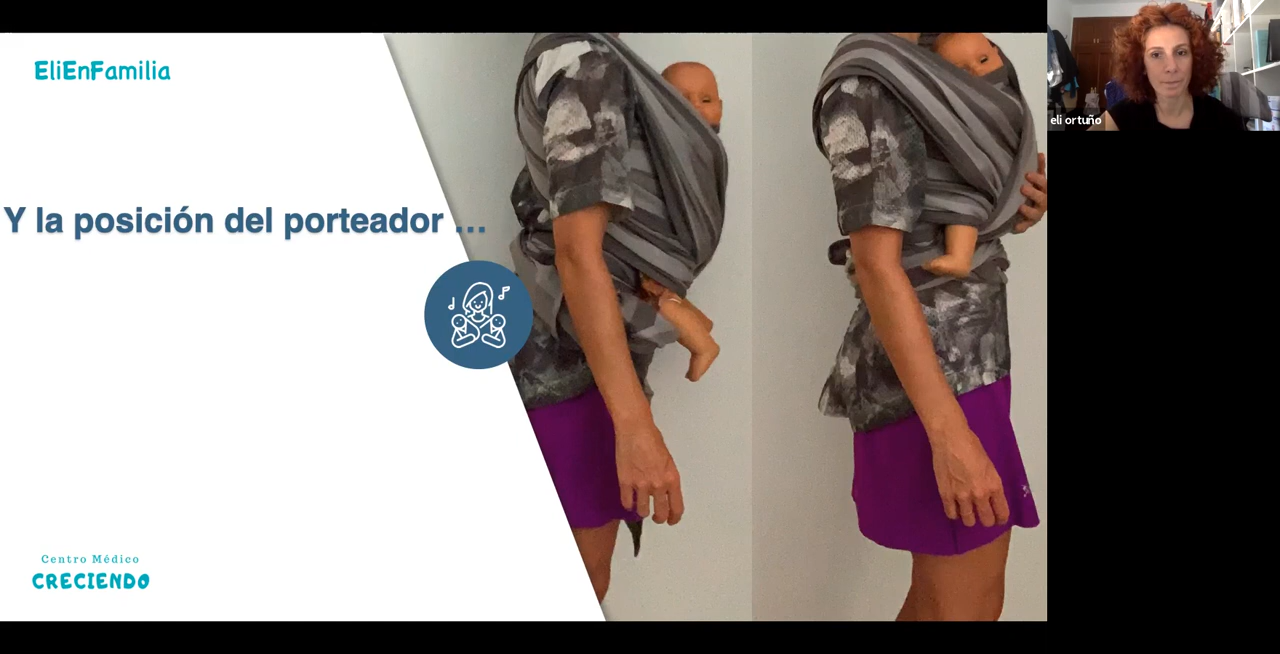 EliEnFamilia
eli ortuño
Y la posición del porteador ...
Centro Médico
CRECIENDO